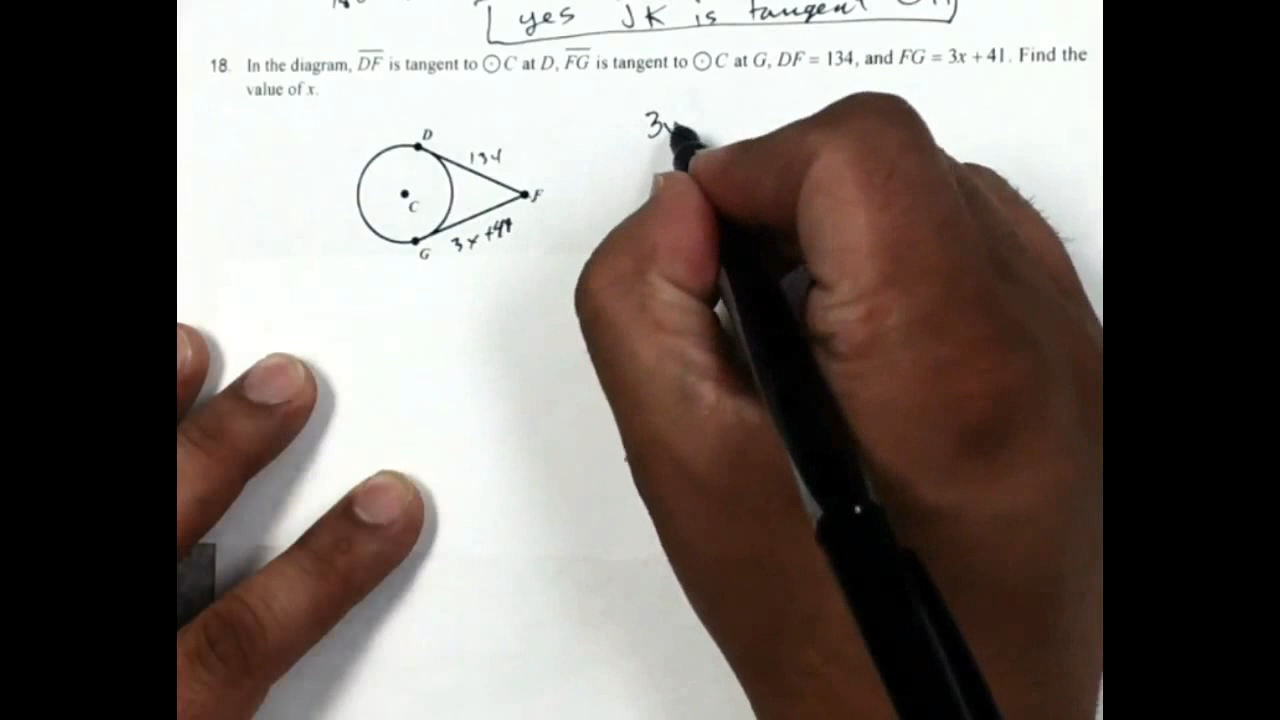 yes JK is tangent
18. In the diagram, DF is tangent to ⊙C at D, FG is tangent to ⊙C at G, DF = 134, and FG = 3x + 41. Find the
value of x.
3x
D
134
F
C
3x+41
G